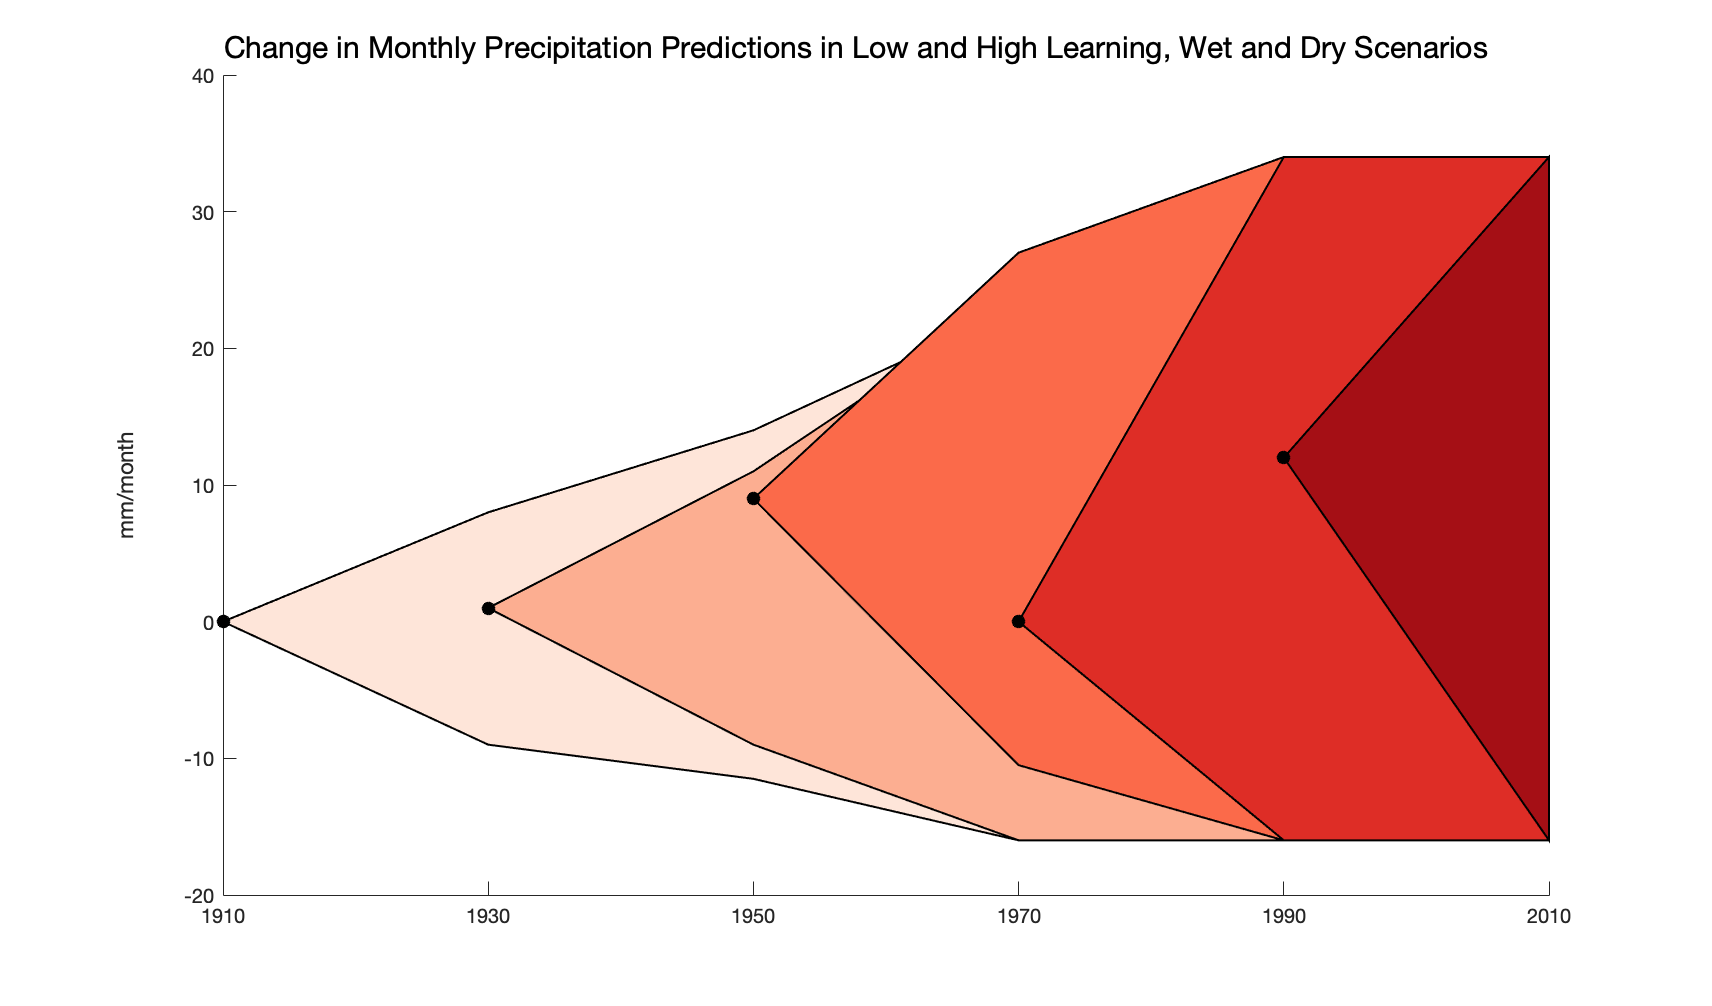 Change in Monthly Precipitation Predictions in Low and High Learning, Wet and Dry Scenarios
40
30
20
10
0
-10
-20
mm/month
1910 1930 1950 1970 1990 2010